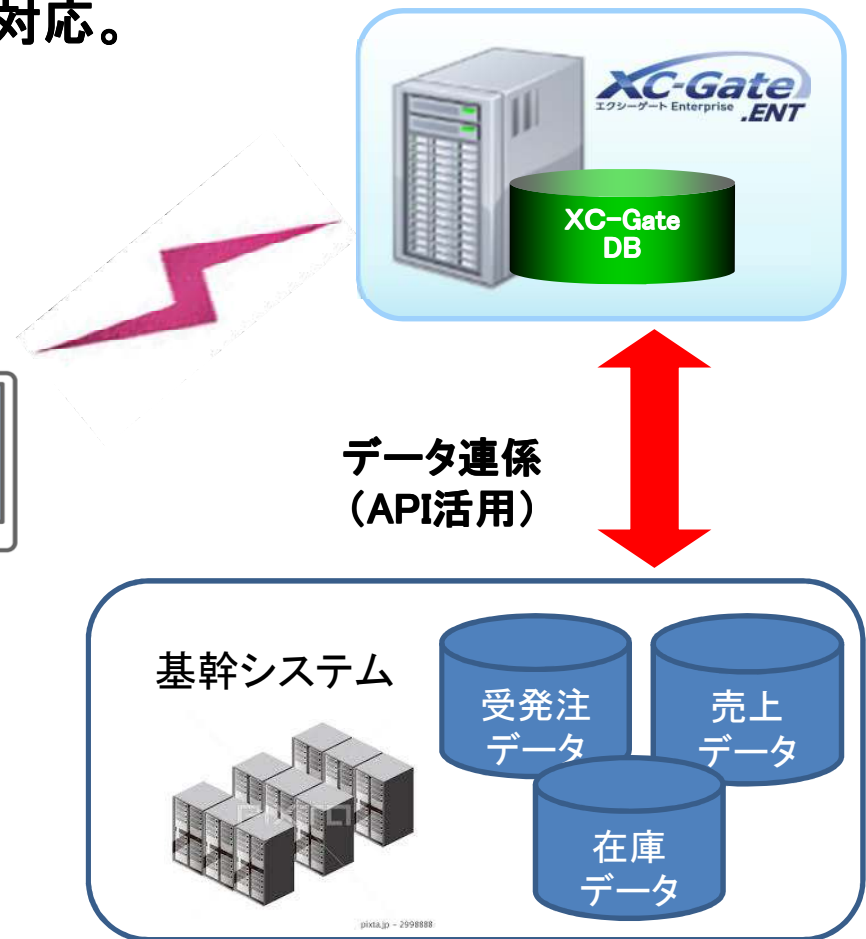 対応。
XC-Gate
エクシーゲート Enterprise .ENT
XC-Gate
DB
データ連係
（API活用）
基幹システム
受発注
データ
売上
データ
在庫
データ
pixta.jp - 2998888